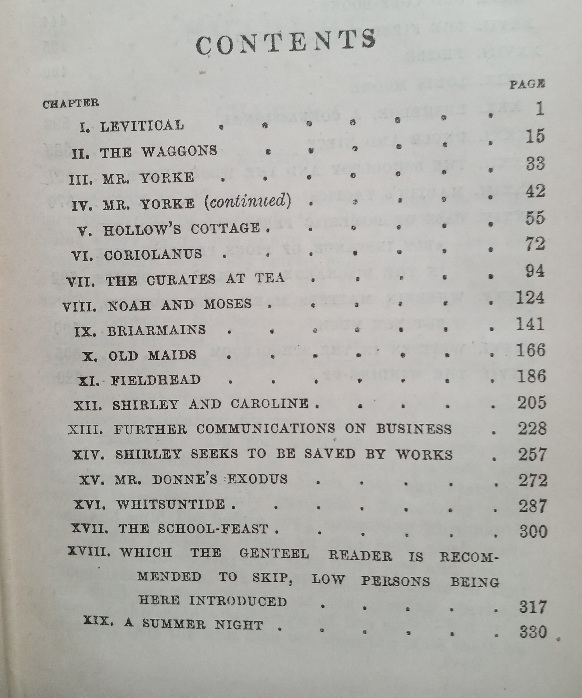 CONTENTS
CHAPTER PAGE
I. LEVITICAL . . . . . . . 1
II. THE WAGGONS . . . . . . 15
III. MR. YORKE . . . . . . . 33
IV. MR. YORKE (continued) . . . . . 42
V. HOLLOW'S COTTAGE . . . . . . 55
VI. CORIOLANUS . . . . . . . 72
VII. THE CURATES AT TEA . . . . . 94
VIII. NOAH AND MOSES . . . . . . 124
IX. BRIARMAINS . . . . . . . 141
X. OLD MAIDS . . . . . . . 166
XI. FIELDHEAD . . . . . . . 186
XII. SHIRLEY AND CAROLINE . . . . . 205
XIII. FURTHER COMMUNICATIONS ON BUSINESS . 228
XIV. SHIRLEY SEEKS TO BE SAVED BY WORKS . 257
XV. MR. DONNE'S EXODUS . . . . . 272
XVI. WHITSUNTIDE . . . . . . . 287
XVII. THE SCHOOL-FEAST . . . . . . 300
XVIII. WHICH THE GENTEEL READER IS RECOM-
MENDED TO SKIP, LOW PERSONS BEING
HERE INTRODUCED . . . . . 317
XIX. A SUMMER NIGHT . . . . . . 330